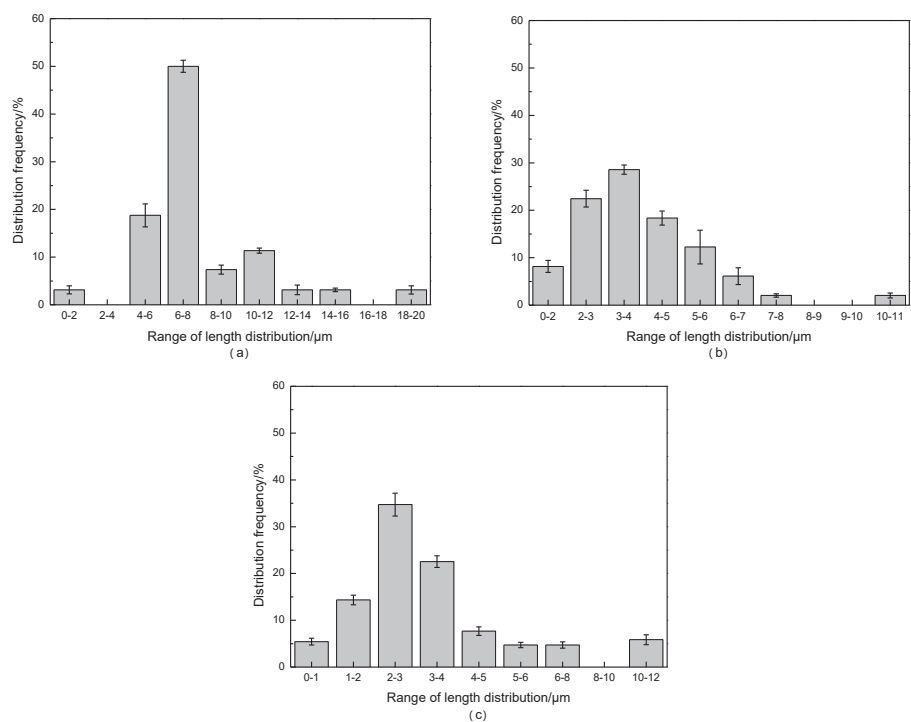 60
50
40
30
20
10
0
Distribution frequency/%
0-2 2-4 4-6 6-8 8-10 10-12 12-14 14-16 16-18 18-20
Range of length distribution/μm
(a)
60
50
40
30
20
10
0
Distribution frequency/%
0-2 2-3 3-4 4-5 5-6 6-7 7-8 8-9 9-10 10-11
Range of length distribution/μm
(b)
60
50
40
30
20
10
0
Distribution frequency/%
0-1 1-2 2-3 3-4 4-5 5-6 6-8 8-10 10-12
Range of length distribution/μm
(c)